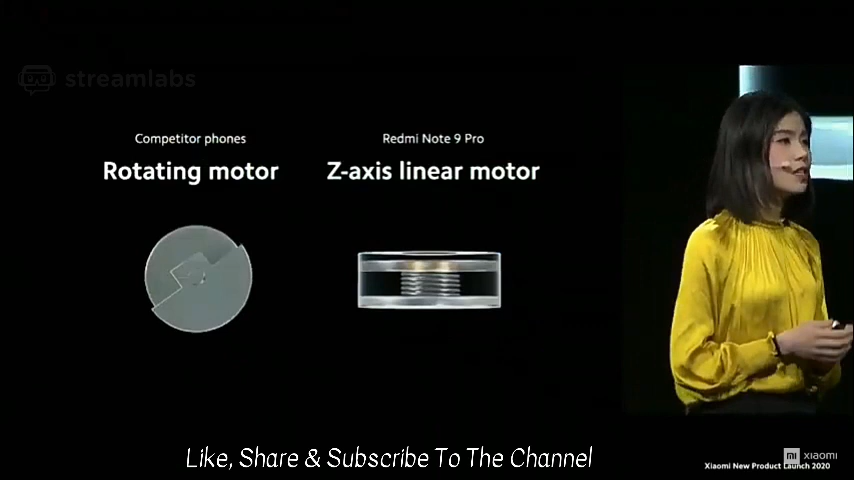 streamlabs
Competitor phones
Rotating motor
Redmi Note 9 Pro
Z-axis linear motor
Like, Share & Subscribe To The Channel
mi xiaomi
Xiaomi New Product Launch 2020